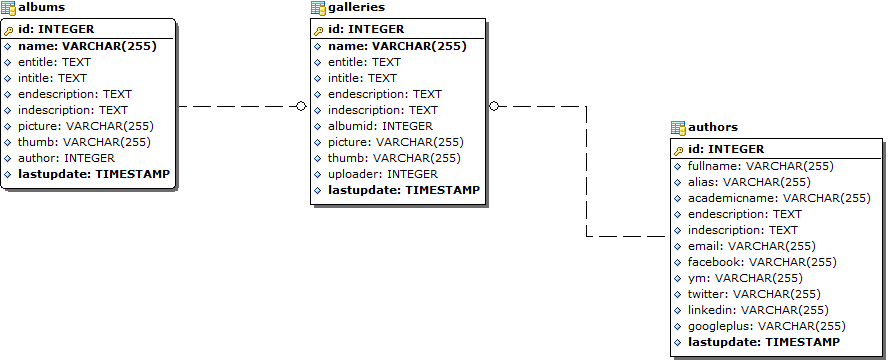 albums
id: INTEGER
name: VARCHAR(255)
entitle: TEXT
intitle: TEXT
endescription: TEXT
indescription: TEXT
picture: VARCHAR(255)
thumb: VARCHAR(255)
author: INTEGER
lastupdate: TIMESTAMP
galleries
id: INTEGER
name: VARCHAR(255)
entitle: TEXT
intitle: TEXT
endescription: TEXT
indescription: TEXT
albumid: INTEGER
picture: VARCHAR(255)
thumb: VARCHAR(255)
uploader: INTEGER
lastupdate: TIMESTAMP
authors
id: INTEGER
fullname: VARCHAR(255)
alias: VARCHAR(255)
academicname: VARCHAR(255)
endescription: TEXT
indescription: TEXT
email: VARCHAR(255)
facebook: VARCHAR(255)
ym: VARCHAR(255)
twitter: VARCHAR(255)
linkedin: VARCHAR(255)
googleplus: VARCHAR(255)
lastupdate: TIMESTAMP